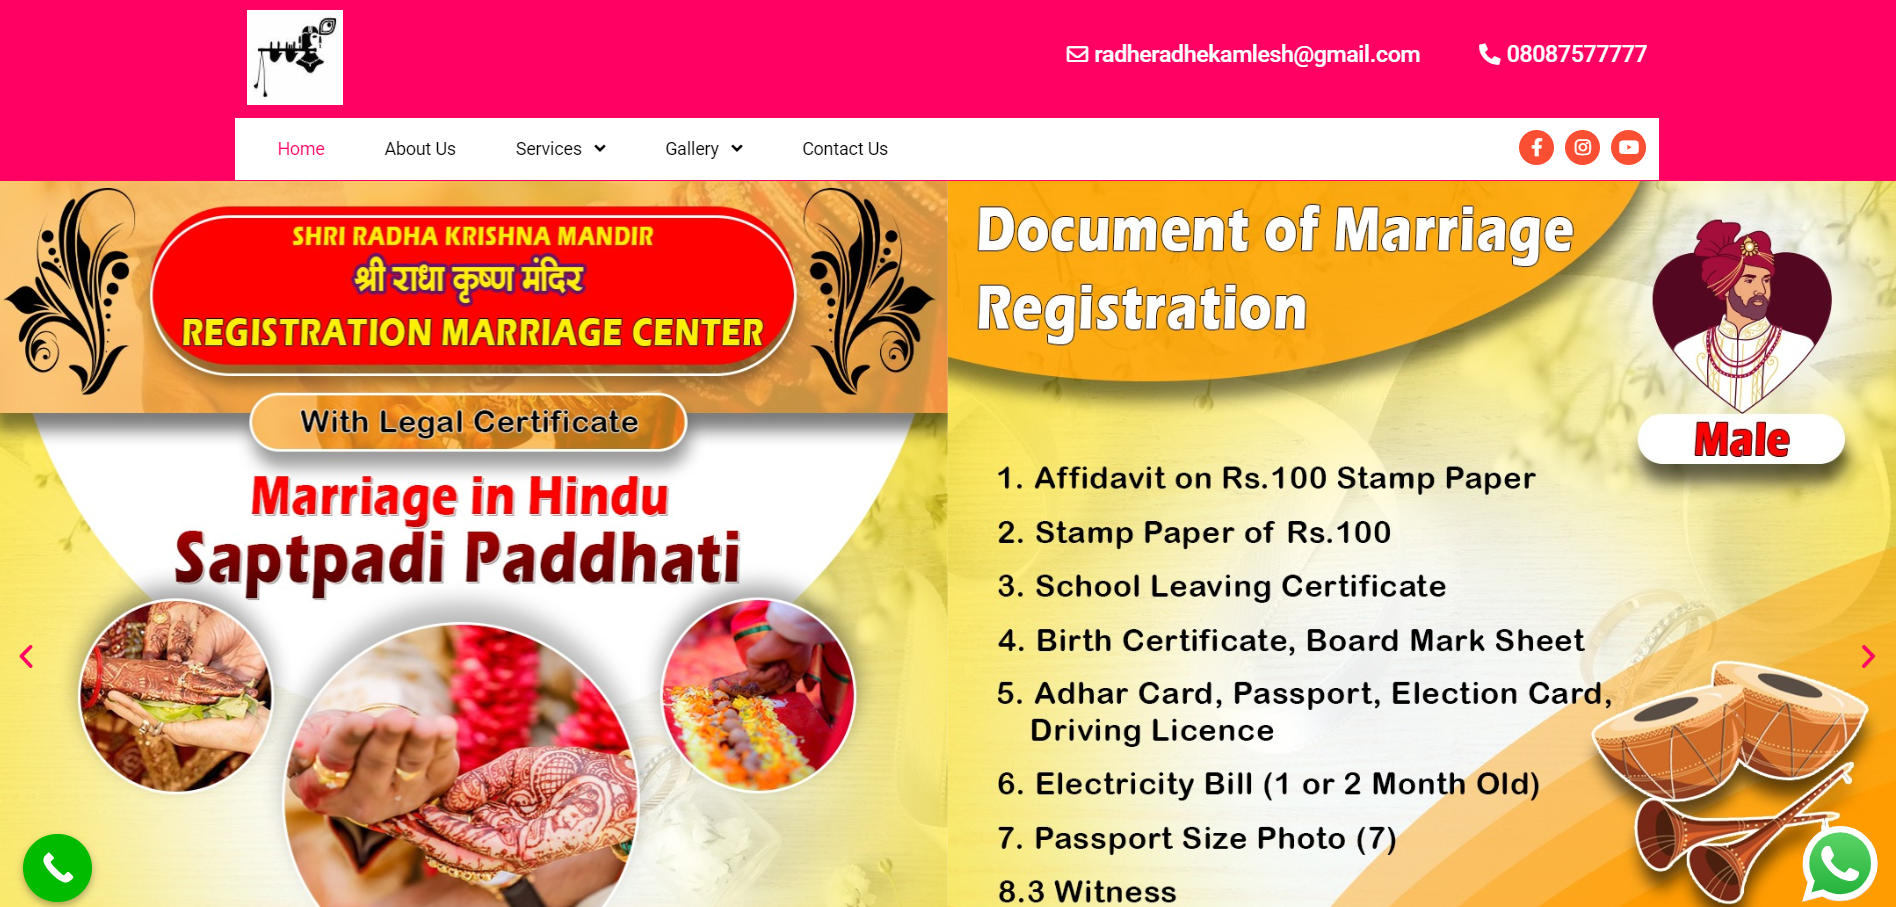 radheradhekamlesh@gmail.com
08087577777
Home
About Us
Services
Gallery
Contact Us
SHRI RADHA KRISHNA MANDIR
श्री राधा कृष्ण मंदिर
REGISTRATION MARRIAGE CENTER
With Legal Certificate
Marriage in Hindu
Saptpadi Paddhati
Document of Marriage
Registration
Male
1. Affidavit on Rs.100 Stamp Paper
2. Stamp Paper of Rs.100
3. School Leaving Certificate
4. Birth Certificate, Board Mark Sheet
5. Adhar Card, Passport, Election Card,
Driving Licence
6. Electricity Bill (1 or 2 Month Old)
7. Passport Size Photo (7)
8.3 Witness